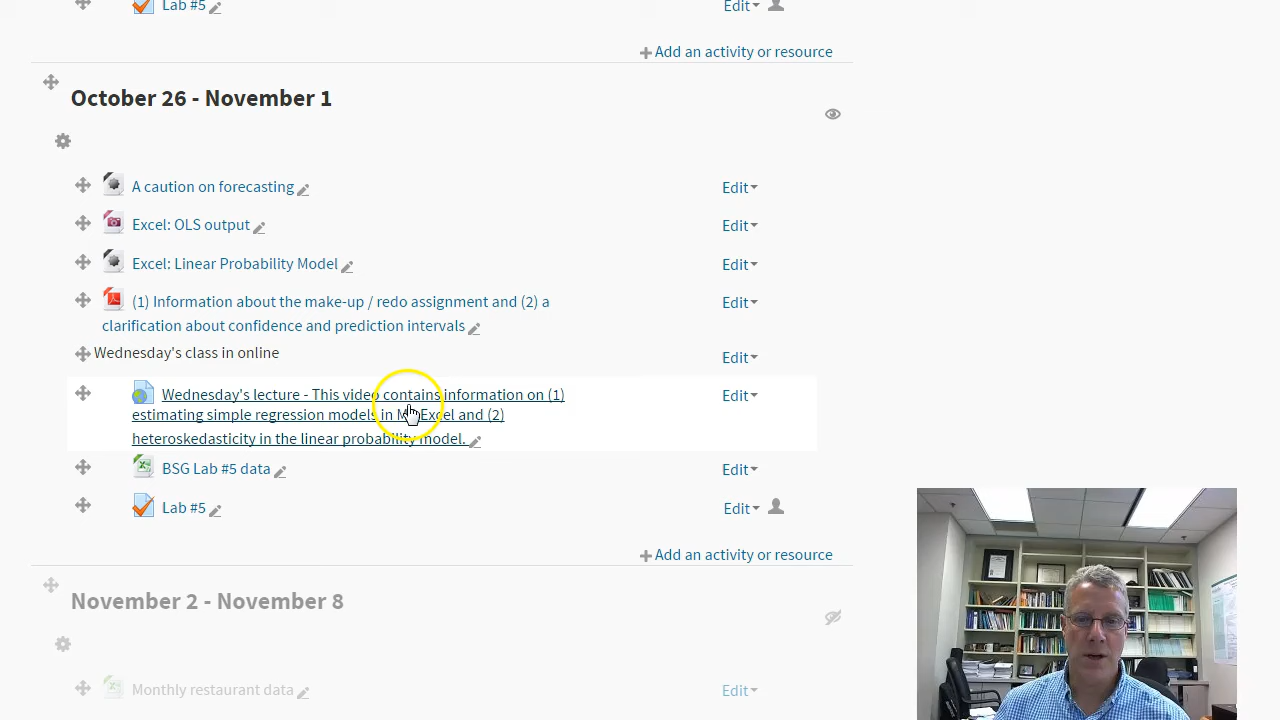 Lab #5
Edit
Add an activity or resource
October 26 - November 1
A caution on forecasting
Edit
Excel: OLS output
Edit
Excel: Linear Probability Model
Edit
(1) Information about the make-up / redo assignment and (2) a
clarification about confidence and prediction intervals
Edit
Wednesday's class in online
Edit
Wednesday's lecture - This video contains information on (1)
estimating simple regression models in Excel and (2)
heteroskedasticity in the linear probability model.
Edit
BSG Lab #5 data
Edit
Lab #5
Edit
Add an activity or resource
November 2 - November 8
Monthly restaurant data
Edit